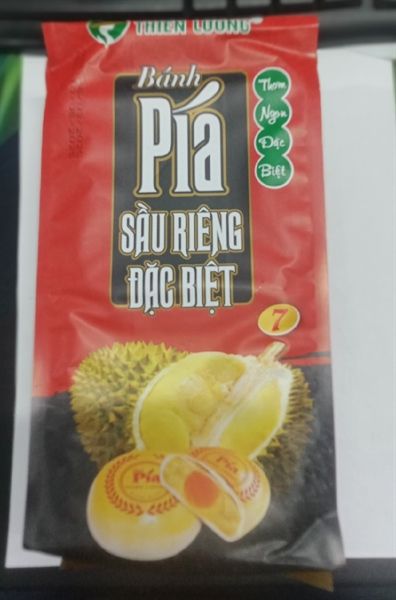 THIÊN LƯƠNG
Bánh
Pía
SẦU RIÊNG
ĐẶC BIỆT
Thơm
Ngon
Đặc
Biệt
7
Pía
Pía